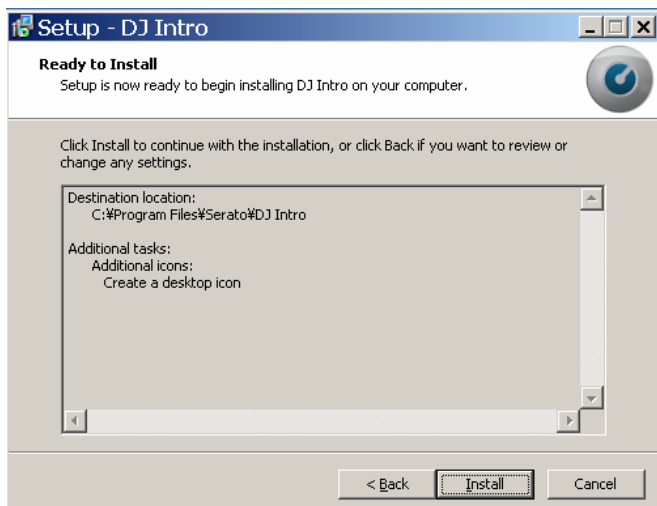 Setup - DJ Intro
Ready to Install
Setup is now ready to begin installing DJ Intro on your computer.
Click Install to continue with the installation, or click Back if you want to review or
change any settings.
Destination location:
C:¥Program Files¥Serato¥DJ Intro
Additional tasks:
Additional icons:
Create a desktop icon
< Back
Install
Cancel